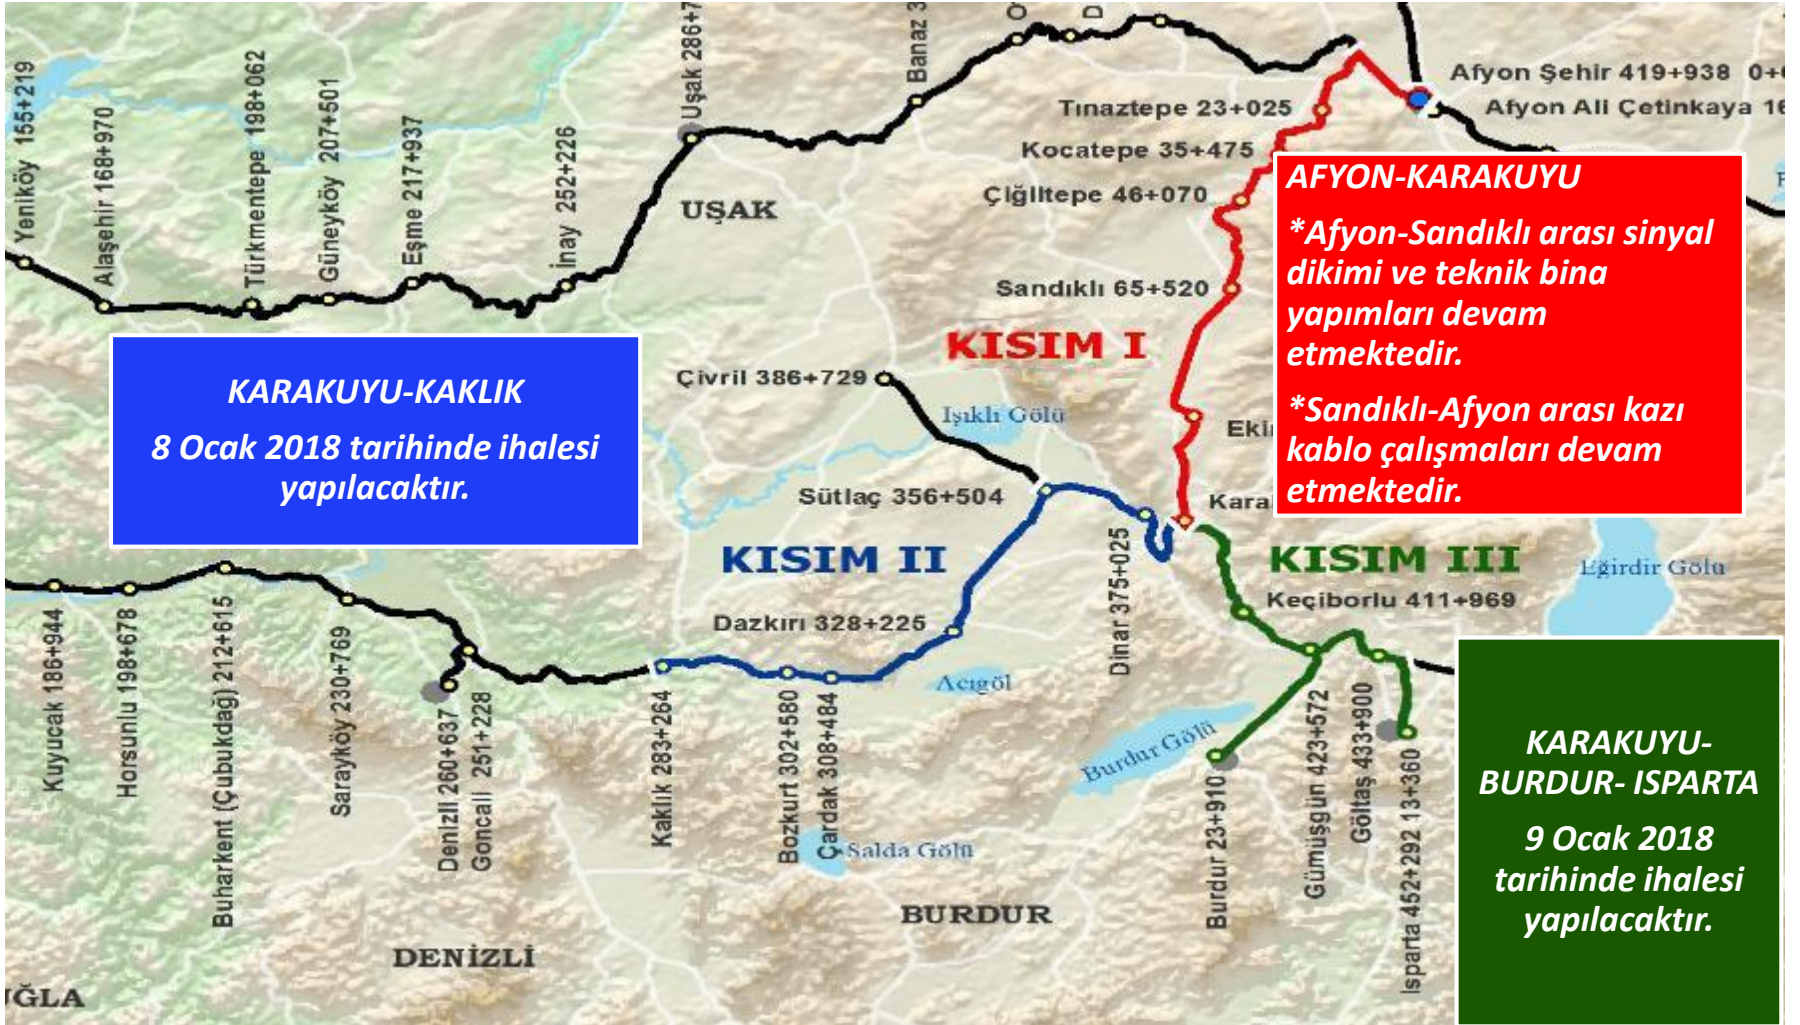 Yeniköy 155+219
Alaşehir 168+970
Türkmentepe 198+062
Güneyköy 207+501
Eşme 217+937
İnay 252+226
Uşak 286+7
Banaz 3
O
D
Afyon Şehir 419+938 0+
Afyon Ali Çetinkaya 16
Tınaztepe 23+025
Kocatepe 35+475
Çiğiltepe 46+070
Sandıklı 65+520
UŞAK
AFYON-KARAKUYU
*Afyon-Sandıklı arası sinyal
dikimi ve teknik bina
yapımları devam
etmektedir.
*Sandıklı-Afyon arası kazı
kablo çalışmaları devam
etmektedir.
KISIM I
KARAKUYU-KAKLIK
8 Ocak 2018 tarihinde ihalesi
yapılacaktır.
Çivril 386+729
Işıklı Gölü
Eki
Sütlaç 356+504
Kara
KISIM II
Dinar 375+025
KISIM III
Eğirdir Gölü
Keçiborlu 411+969
Dazkırı 328+225
Acıgöl
Kuyucak 186+944
Horsunlu 198+678
Buharkent (Çubukdağı) 212+615
Sarayköy 230+769
Denizli 260+637
Goncalı 251+228
Kaklık 283+264
Bozkurt 302+580
Çardak 308+484
Burdur Gölü
Burdur 23+910
Gümüşgün 423+572
Göltaş 433+900
Isparta 452+292 13+360
KARAKUYU-
BURDUR- ISPARTA
9 Ocak 2018
tarihinde ihalesi
yapılacaktır.
Salda Gölü
BURDUR
DENİZLİ
ĞLA